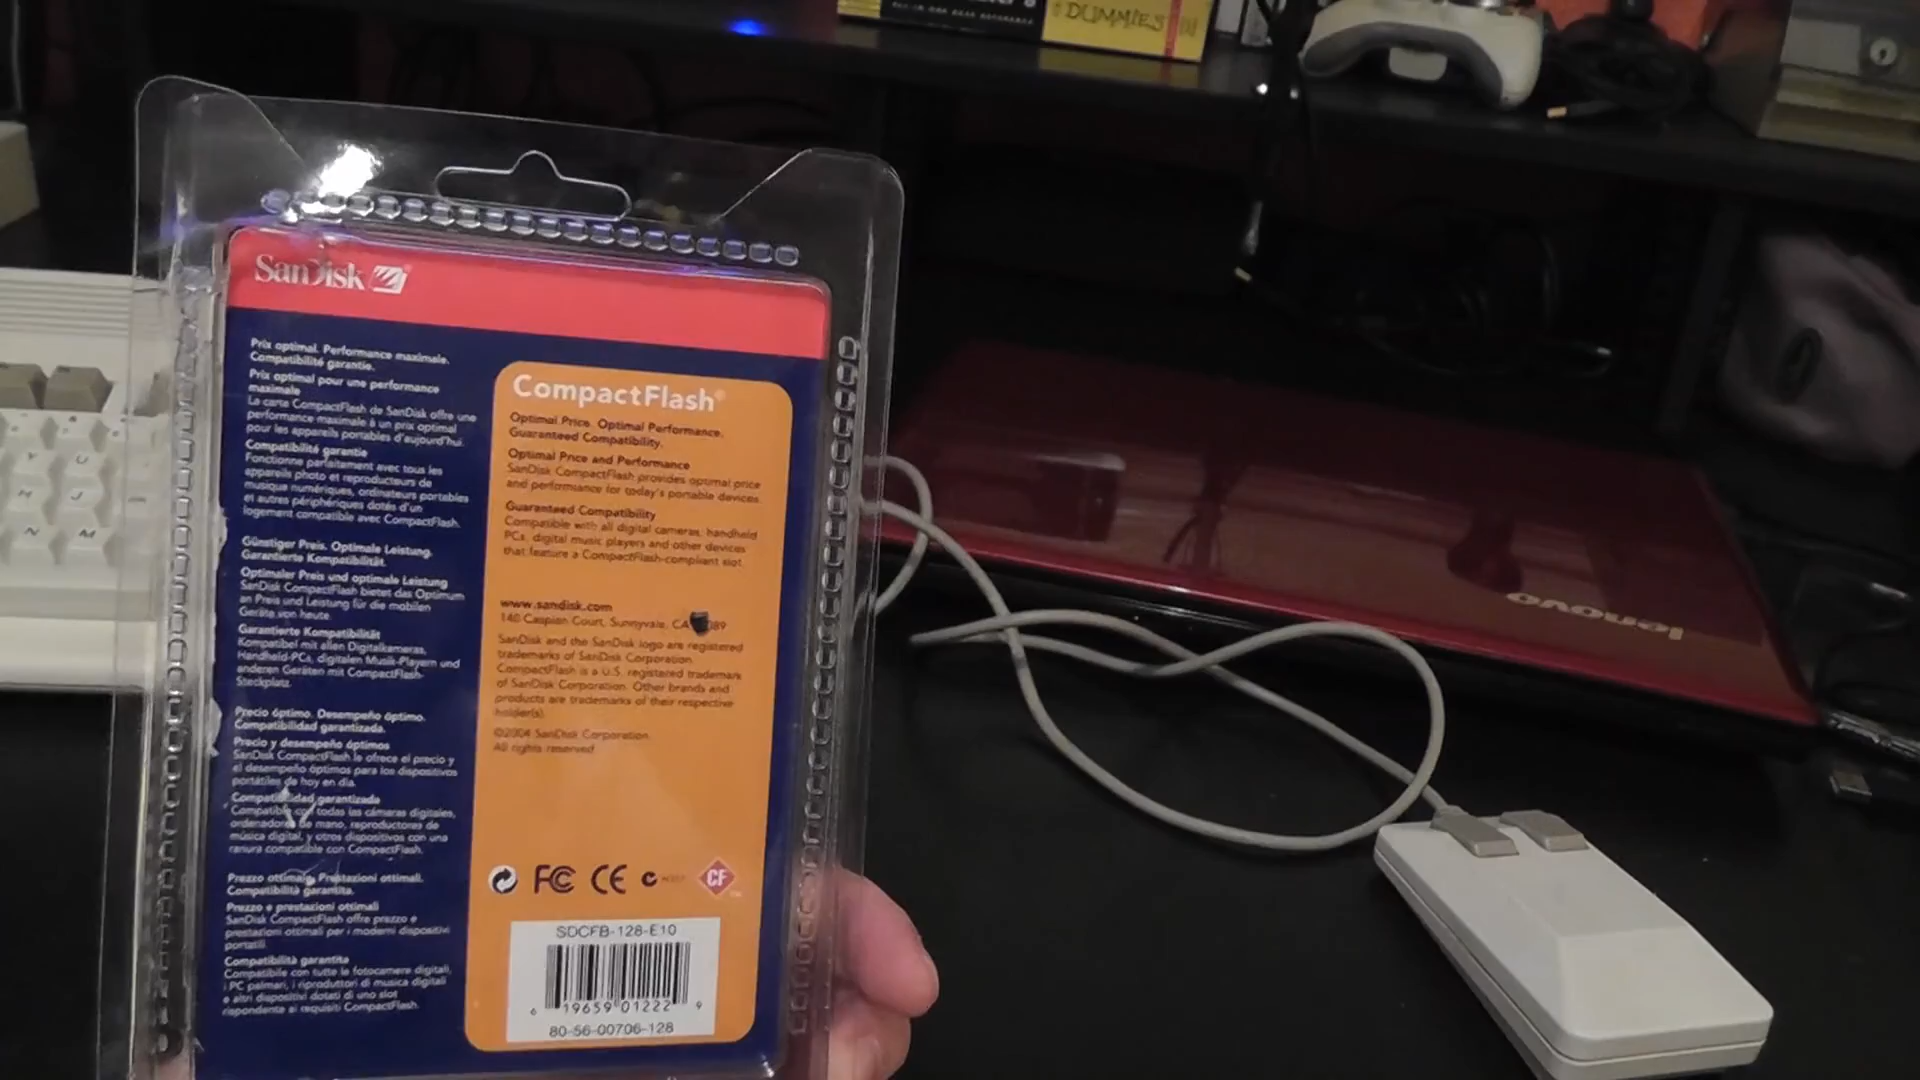 DUMMIES
SanDisk
Prix optimal. Performance maximale.
Compatibilité garantie.
Prix optimal pour une performance
maximale
La carte CompactFlash de SanDisk offre une
performance maximale à un prix optimal
pour les appareils portables d'aujourd'hui.
Compatibilité garantie
Fonctionne parfaitement avec tous les
appareils photo et reproducteurs de
musique numériques, ordinateurs portables
et autres périphériques dotés d'un
logement compatible avec CompactFlash.
Günstiger Preis. Optimale Leistung.
Garantierte Kompatibilität.
Optimaler Preis und optimale Leistung
SanDisk CompactFlash bietet das Optimum
an Preis und Leistung für die mobilen
Geräte von heute.
Garantierte Kompatibilität
Kompatibel mit allen Digitalkameras,
Handheld-PCs, digitalen Musik-Playern und
anderen Geräten mit CompactFlash-
Steckplatz.
Precio óptimo. Desempeño óptimo.
Compatibilidad garantizada.
Precio y desempeño óptimos
SanDisk CompactFlash le ofrece el precio y
el desempeño óptimos para los dispositivos
portátiles de hoy en día.
Compatibilidad garantizada
Compatible con todas las cámaras digitales,
ordenadores de mano, reproductores de
música digital, y otros dispositivos con una
ranura compatible con CompactFlash.
Prezzo ottimale. Prestazioni ottimali.
Compatibilità garantita.
Prezzo e prestazioni ottimali
SanDisk CompactFlash offre prezzo e
prestazioni ottimali per i moderni dispositivi
portatili.
Compatibilità garantita
Compatibile con tutte le fotocamere digitali,
i PC palmari, i riproduttori di musica digitali
e altri dispositivi dotati di uno slot
rispondente ai requisiti CompactFlash.
CompactFlash®
Optimal Price. Optimal Performance.
Guaranteed Compatibility.
Optimal Price and Performance
SanDisk CompactFlash provides optimal price
and performance for today's portable devices.
Guaranteed Compatibility
Compatible with all digital cameras, handheld
PCs, digital music players and other devices
that feature a CompactFlash-compliant slot.
www.sandisk.com
140 Caspian Court, Sunnyvale, CA 089
SanDisk and the SanDisk logo are registered
trademarks of SanDisk Corporation.
CompactFlash is a U.S. registered trademark
of SanDisk Corporation. Other brands and
products are trademarks of their respective
holder(s).
©2004 SanDisk Corporation.
All rights reserved.
FC CE CF™
SDCFB-128-E10
6 19659 01222 9
80-56-00706-128
lenovo
Y U
H J
N M